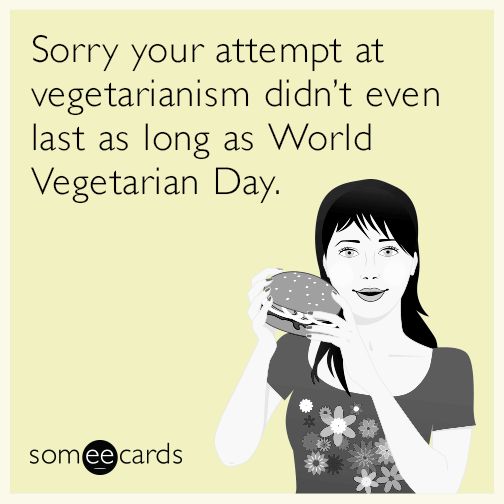 Sorry your attempt at
vegetarianism didn't even
last as long as World
Vegetarian Day.
someecards